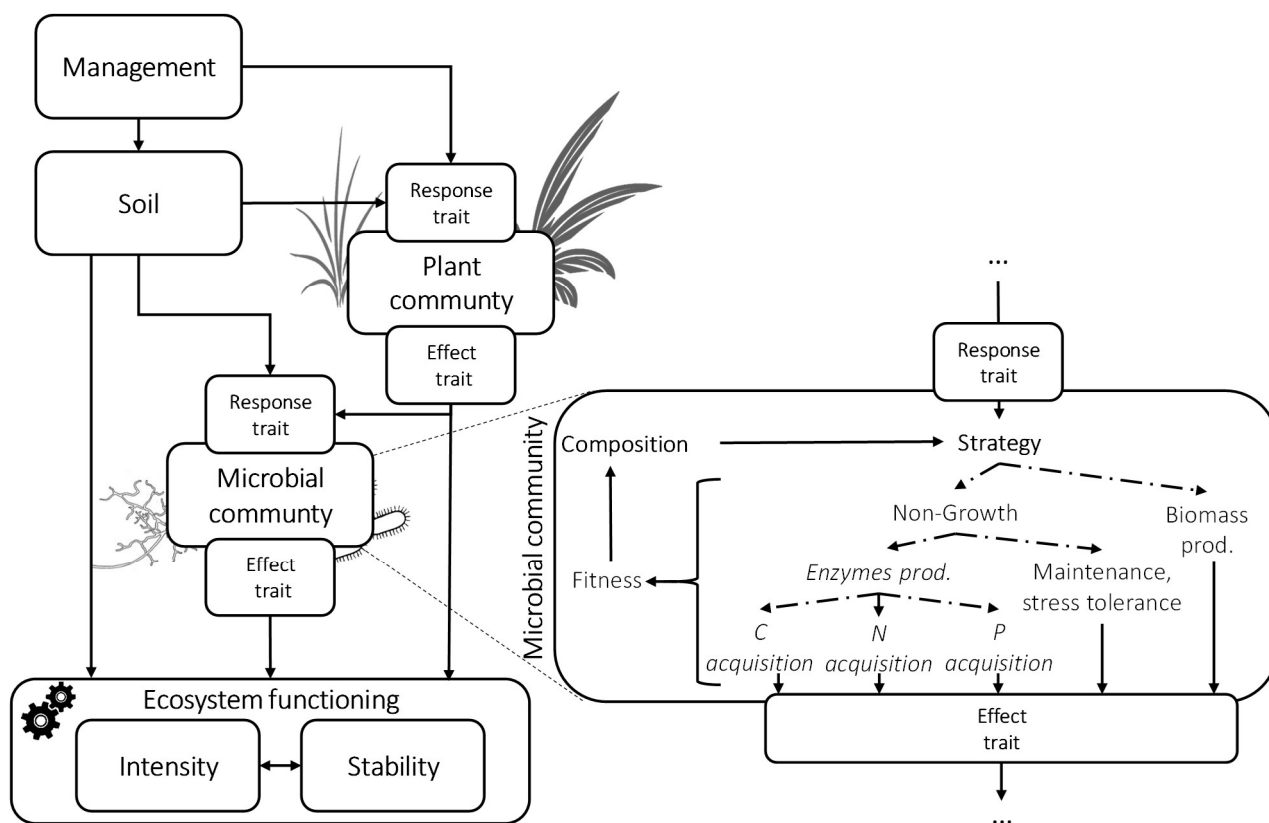 Management
Soil
Response
trait
Plant
communty
Effect
trait
Response
trait
Microbial
communty
Effect
trait
Ecosystem functioning
Intensity
Stability
...
Response
trait
Microbial community
Composition
Strategy
Non-Growth
Biomass
prod.
Fitness
Enzymes prod.
Maintenance,
stress tolerance
C
acquisition
N
acquisition
P
acquisition
Effect
trait
...